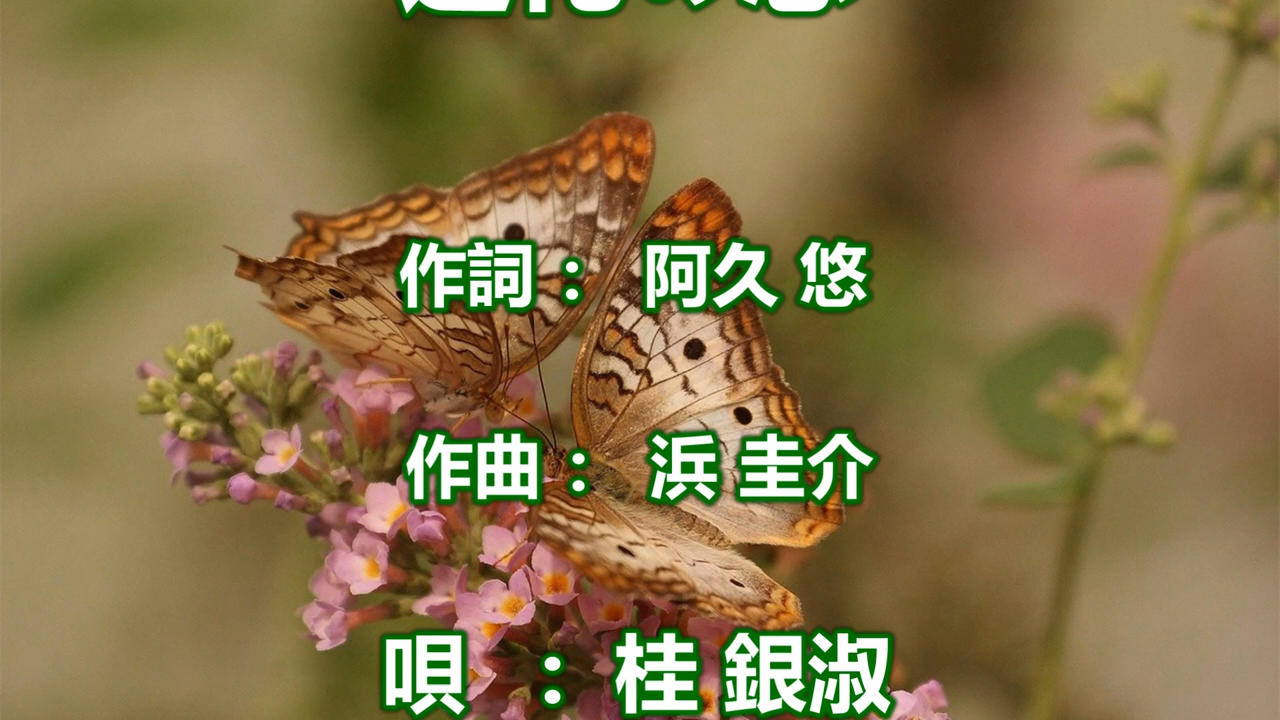 作詞： 阿久 悠
作曲： 浜 圭介
唄 ： 桂 銀淑